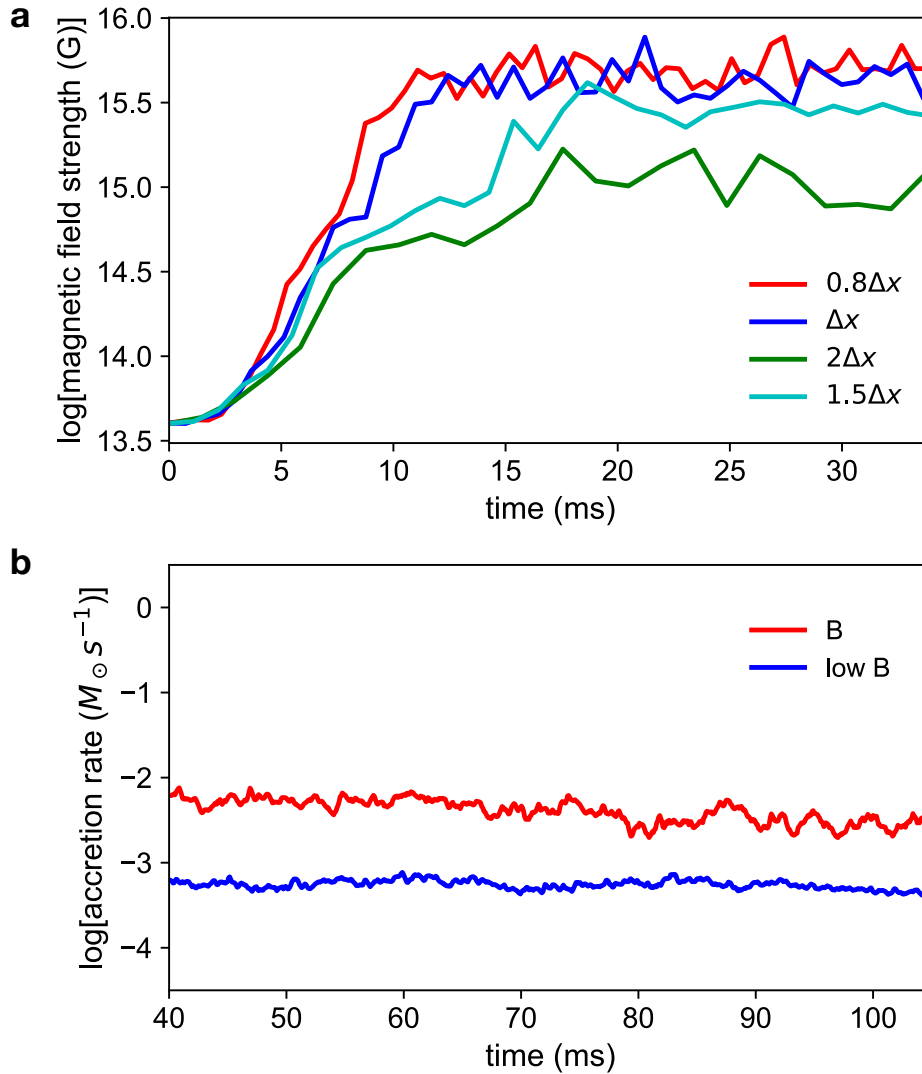 a
log[magnetic field strength (G)]
16.0
15.5
15.0
14.5
14.0
13.5
0.8Δx
Δx
2Δx
1.5Δx
0 5 10 15 20 25 30
time (ms)
b
log[accretion rate (M⊙s⁻¹)]
0
−1
−2
−3
−4
B
low B
40 50 60 70 80 90 100
time (ms)